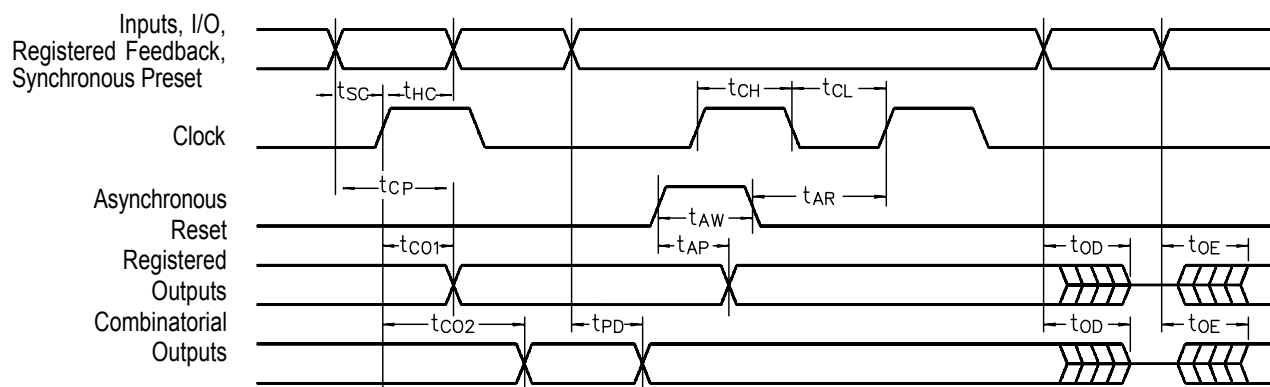 Inputs, I/O,
Registered Feedback,
Synchronous Preset
tSC
tHC
tCH
tCL
Clock
tCP
Asynchronous
Reset
tAR
tAW
tCO1
tAP
tOD
tOE
Registered
Outputs
Combinatorial
Outputs
tCO2
tPD
tOD
tOE